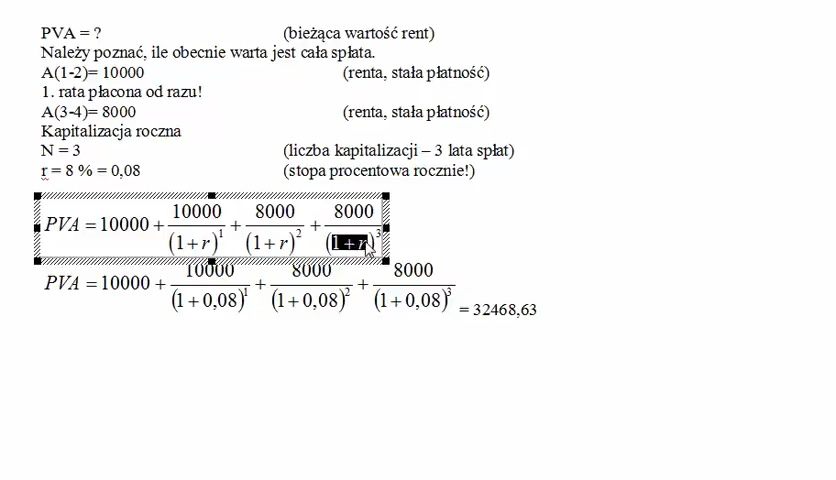 PVA = ? (bieżąca wartość rent)
Należy poznać, ile obecnie warta jest cała spłata.
A(1-2)= 10000 (renta, stała płatność)
1. rata płacona od razu!
A(3-4)= 8000 (renta, stała płatność)
Kapitalizacja roczna
N = 3 (liczba kapitalizacji – 3 lata spłat)
r = 8 % = 0,08 (stopa procentowa rocznie!)
PVA = 10000 + 10000/(1+r)^1 + 8000/(1+r)^2 + 8000/(1+r)^3
PVA = 10000 + 10000/(1+0,08)^1 + 8000/(1+0,08)^2 + 8000/(1+0,08)^3 = 32468,63